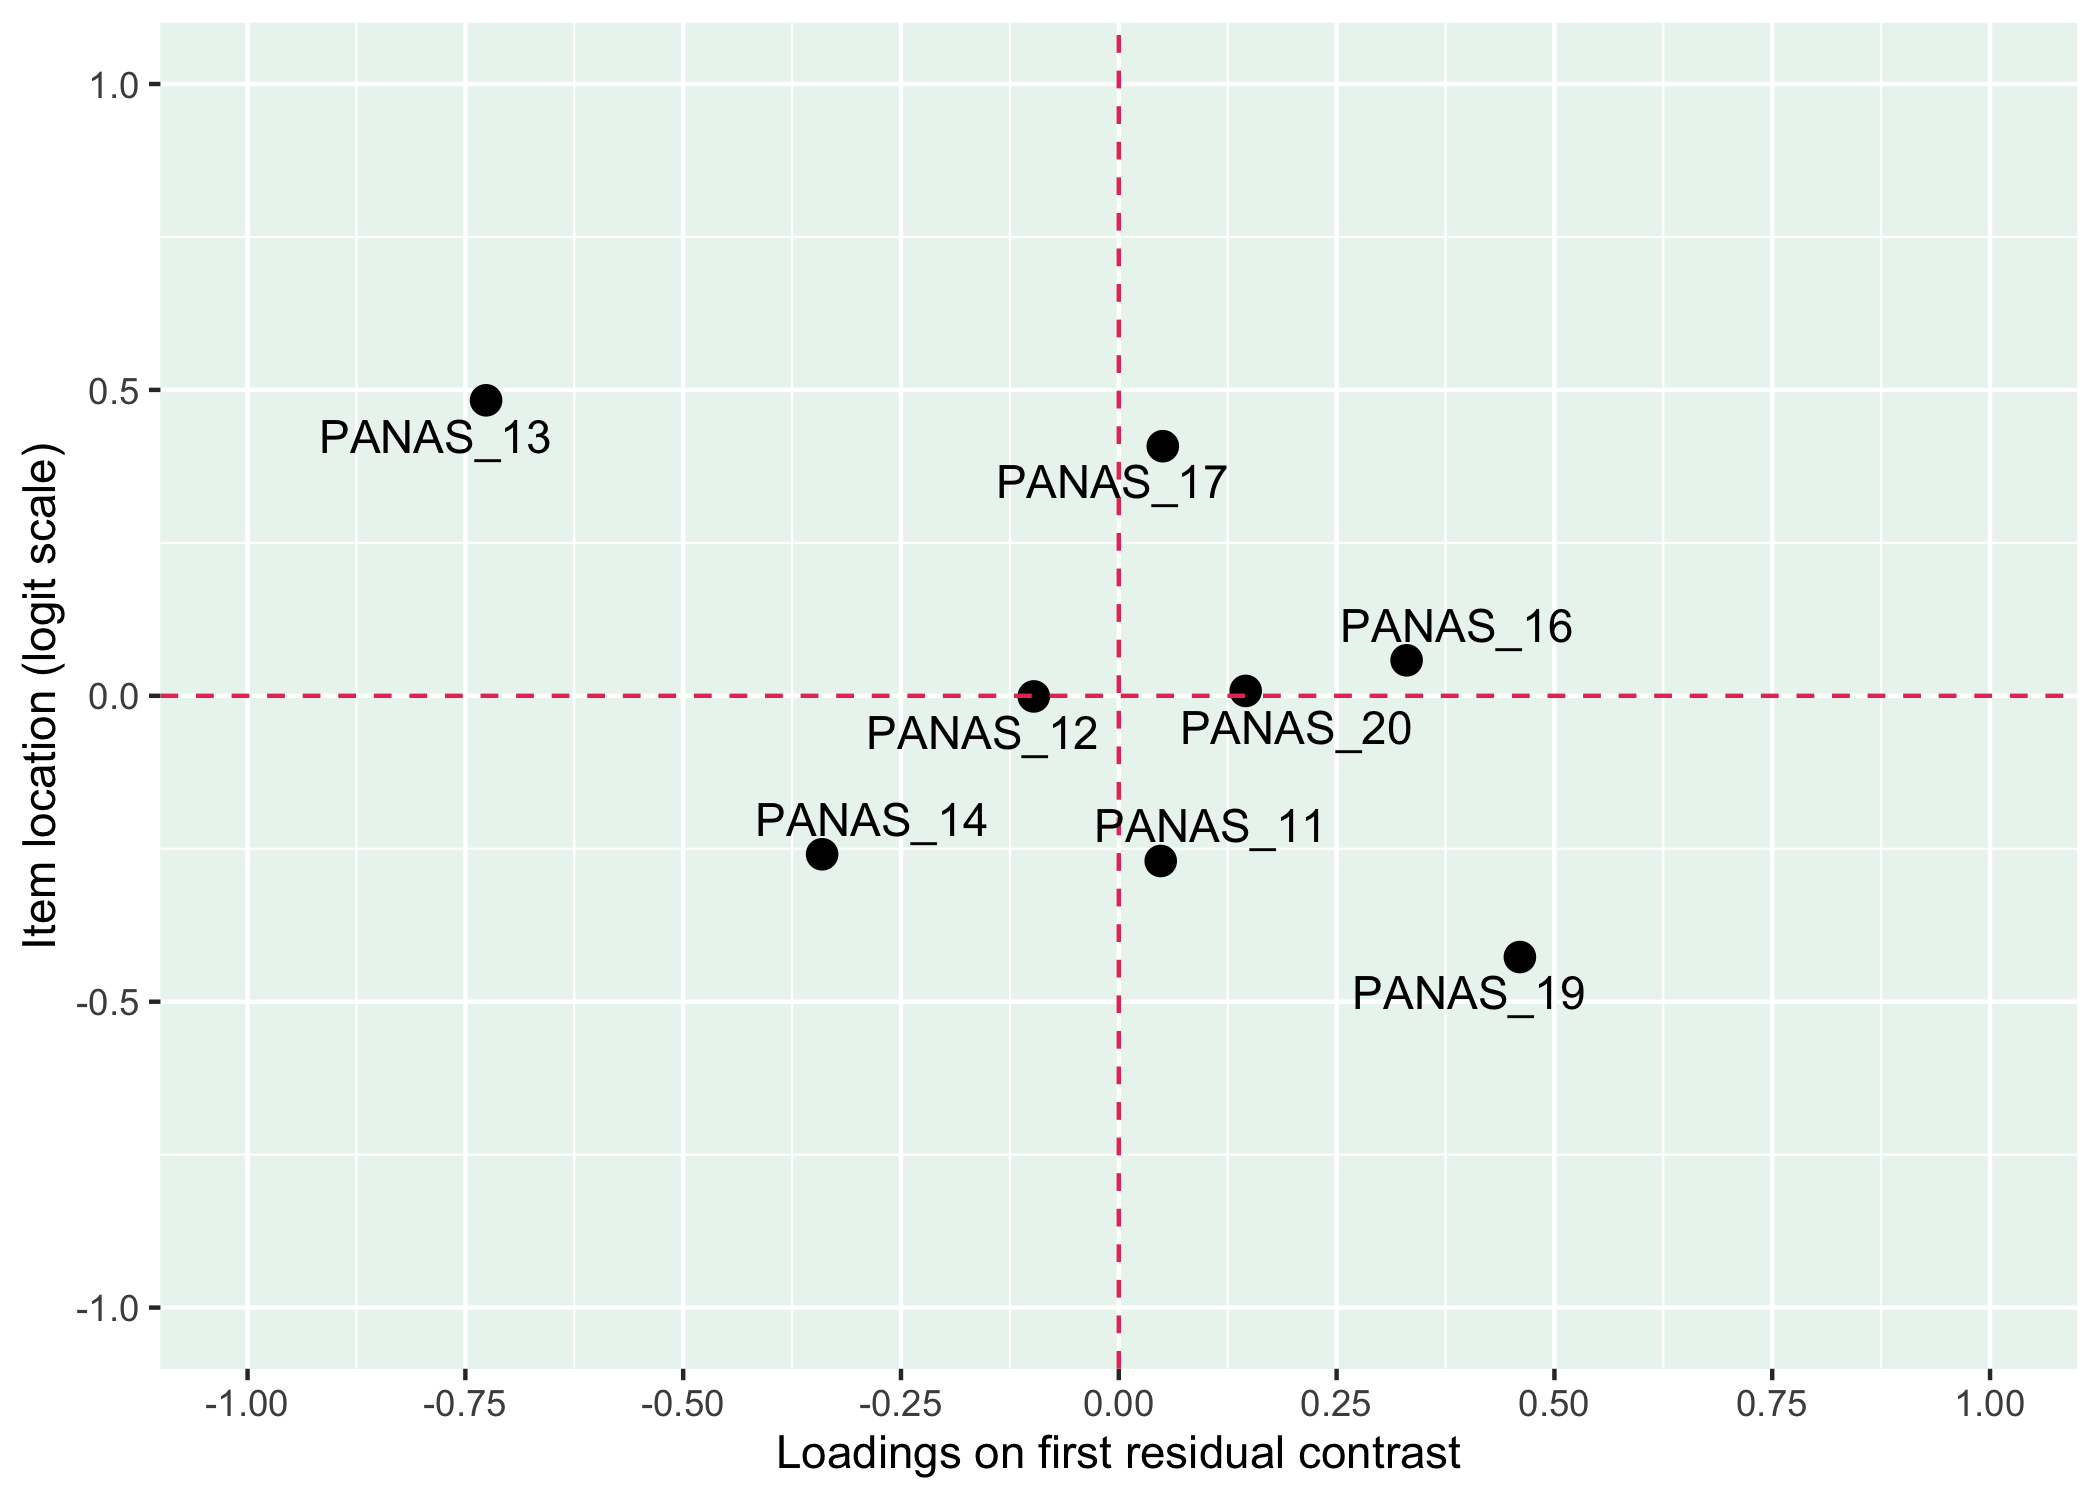 1.0
0.5
0.0
-0.5
-1.0
Item location (logit scale)
PANAS_13
PANAS_17
PANAS_16
PANAS_12
PANAS_20
PANAS_14
PANAS_11
PANAS_19
-1.00 -0.75 -0.50 -0.25 0.00 0.25 0.50 0.75 1.00
Loadings on first residual contrast